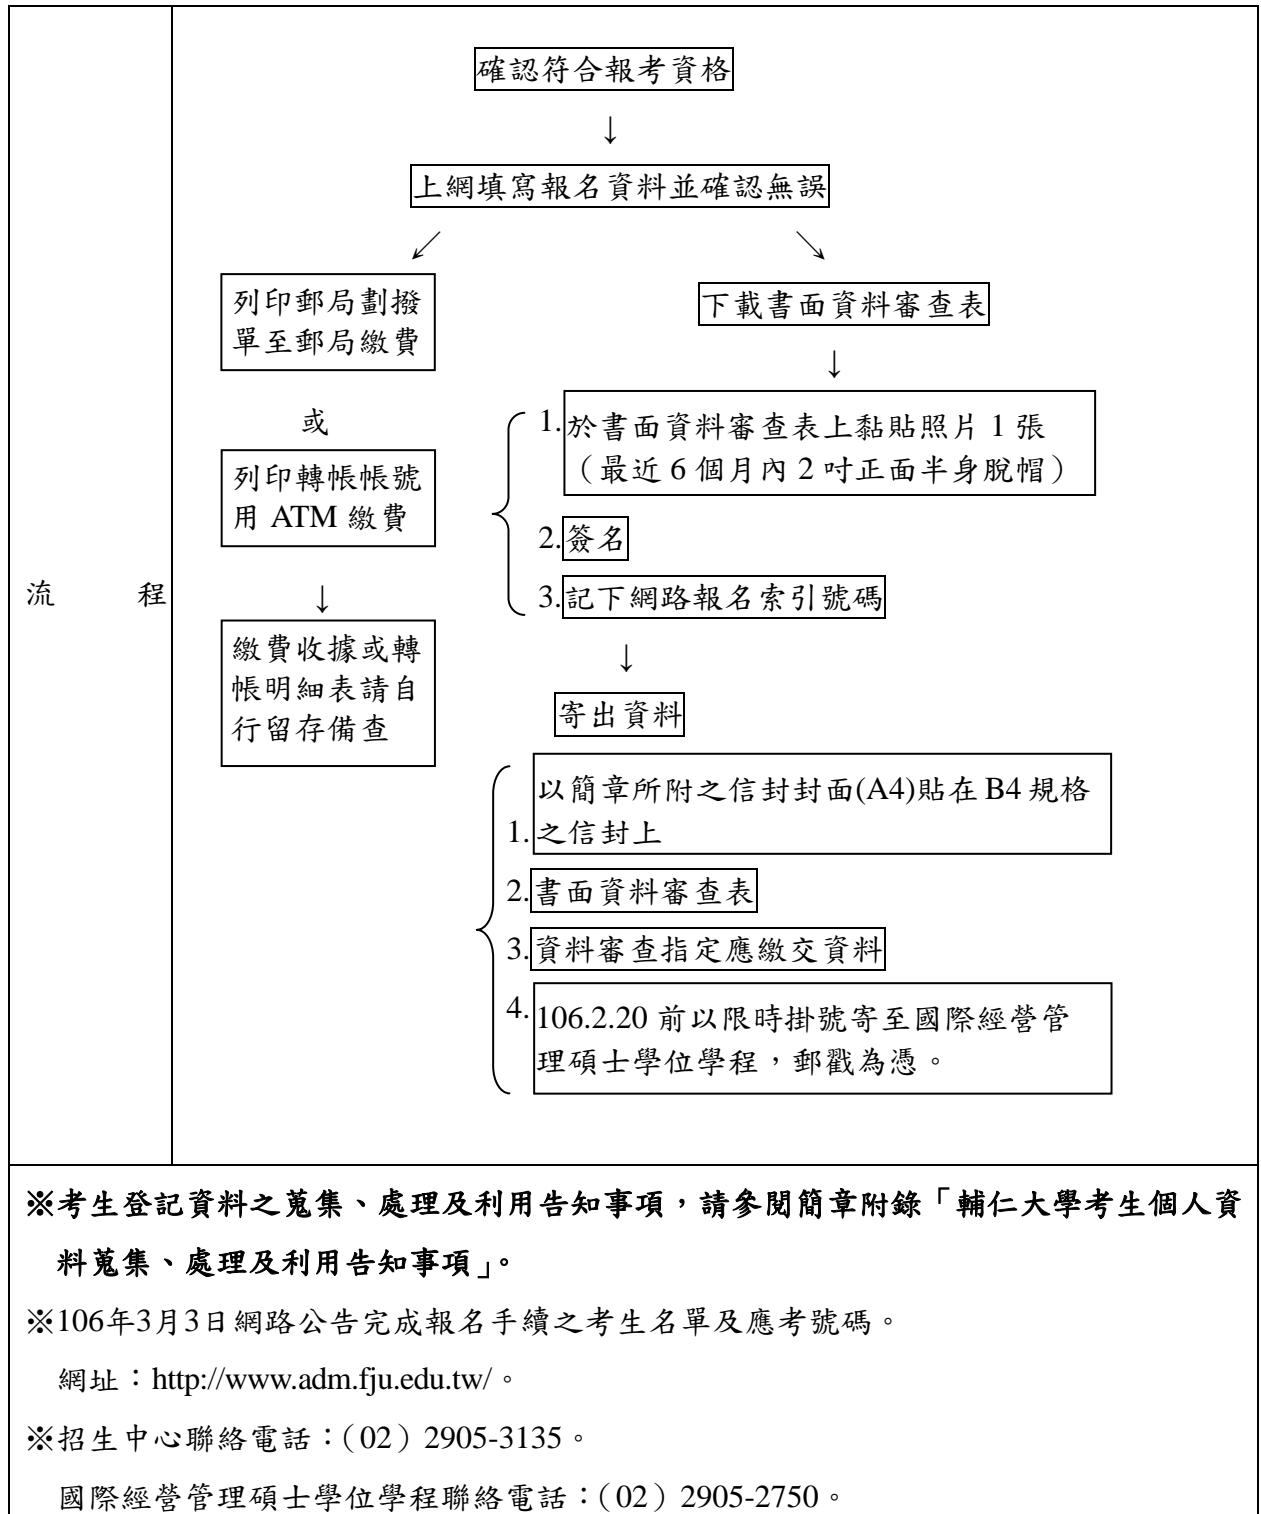 流程
確認符合報考資格
↓
上網填寫報名資料並確認無誤
↙ ↘
列印郵局劃撥
單至郵局繳費
或
列印轉帳帳號
用 ATM 繳費
↓
繳費收據或轉
帳明細表請自
行留存備查
下載書面資料審查表
↓
1.於書面資料審查表上黏貼照片 1 張
（最近 6 個月內 2 吋正面半身脫帽）
2.簽名
3.記下網路報名索引號碼
↓
寄出資料
以簡章所附之信封封面(A4)貼在 B4 規格
1.之信封上
2.書面資料審查表
3.資料審查指定應繳交資料
4.106.2.20 前以限時掛號寄至國際經營管
理碩士學位學程，郵戳為憑。
※考生登記資料之蒐集、處理及利用告知事項，請參閱簡章附錄「輔仁大學考生個人資
料蒐集、處理及利用告知事項」。
※106年3月3日網路公告完成報名手續之考生名單及應考號碼。
網址：http://www.adm.fju.edu.tw/。
※招生中心聯絡電話：（02）2905-3135。
國際經營管理碩士學位學程聯絡電話：（02）2905-2750。